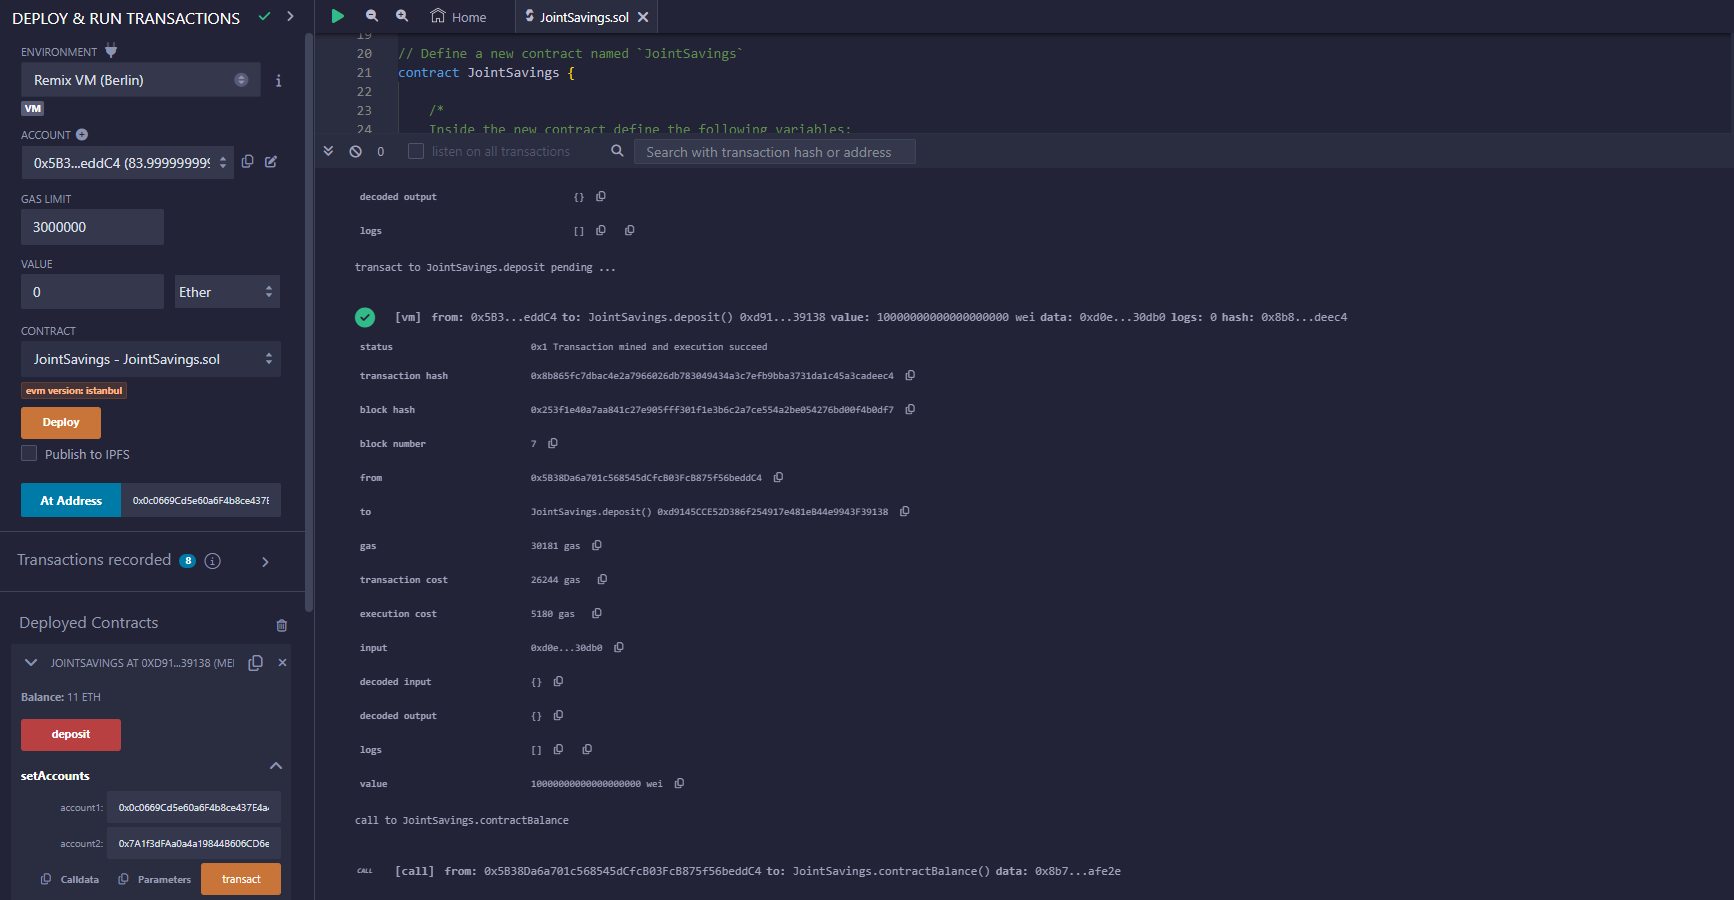 DEPLOY & RUN TRANSACTIONS
ENVIRONMENT
Remix VM (Berlin)
VM
ACCOUNT
0x5B3...eddC4 (83.999999999
GAS LIMIT
3000000
VALUE
0
Ether
CONTRACT
JointSavings - JointSavings.sol
evm version: istanbul
Deploy
Publish to IPFS
At Address
0x0c0669Cd5e60a6F4b8ce437E
Transactions recorded 8
Deployed Contracts
JOINTSAVINGS AT 0XD91...39138 (MEM
Balance: 11 ETH
deposit
setAccounts
account1: 0x0c0669Cd5e60a6F4b8ce437E4a
account2: 0x7A1f3dFAa0a4a19844B606CD6e
Calldata
Parameters
transact
Home
JointSavings.sol
19
20 // Define a new contract named `JointSavings`
21 contract JointSavings {
22
23 /*
24 Inside the new contract define the following variables:
0
listen on all transactions
Search with transaction hash or address
decoded output {}
logs []
transact to JointSavings.deposit pending ...
[vm] from: 0x5B3...eddC4 to: JointSavings.deposit() 0xd91...39138 value: 10000000000000000000 wei data: 0xd0e...30db0 logs: 0 hash: 0x8b8...deec4
status 0x1 Transaction mined and execution succeed
transaction hash 0x8b865fc7dbac4e2a7966026db783049434a3c7efb9bba3731da1c45a3cadeec4
block hash 0x253f1e40a7aa841c27e905fff301f1e3b6c2a7ce554a2be054276bd00f4b0df7
block number 7
from 0x5B38Da6a701c568545dCfcB03FcB875f56beddC4
to JointSavings.deposit() 0xd9145CCE52D386f254917e481eB44e9943F39138
gas 30181 gas
transaction cost 26244 gas
execution cost 5180 gas
input 0xd0e...30db0
decoded input {}
decoded output {}
logs []
value 10000000000000000000 wei
call to JointSavings.contractBalance
CALL [call] from: 0x5B38Da6a701c568545dCfcB03FcB875f56beddC4 to: JointSavings.contractBalance() data: 0x8b7...afe2e